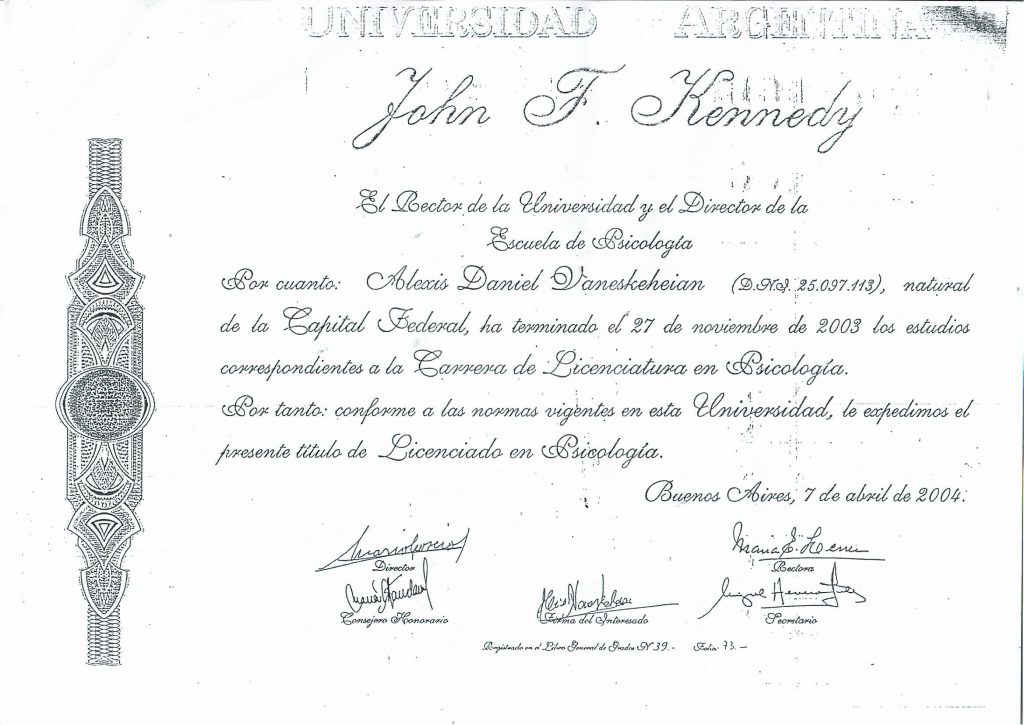 UNIVERSIDAD ARGENTINA
John F. Kennedy
El Rector de la Universidad y el Director de la
Escuela de Psicología
Por cuanto: Alexis Daniel Vaneskeheian (D.N.I. 25.097.113), natural
de la Capital Federal, ha terminado el 27 de noviembre de 2003 los estudios
correspondientes a la Carrera de Licenciatura en Psicología.
Por tanto: conforme a las normas vigentes en esta Universidad, le expedimos el
presente título de Licenciado en Psicología.
Buenos Aires, 7 de abril de 2004.
Director
Rectora
Consejero Honorario
Firma del Interesado
Secretario
Registrado en el Libro General de Grados Nº 39.- Folio: 73.-